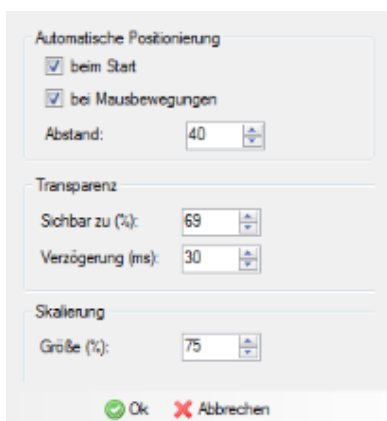 Automatische Positionierung
beim Start
bei Mausbewegungen
Abstand: 40
Transparenz
Sichbar zu (%): 69
Verzögerung (ms): 30
Skalierung
Größe (%): 75
Ok Abbrechen